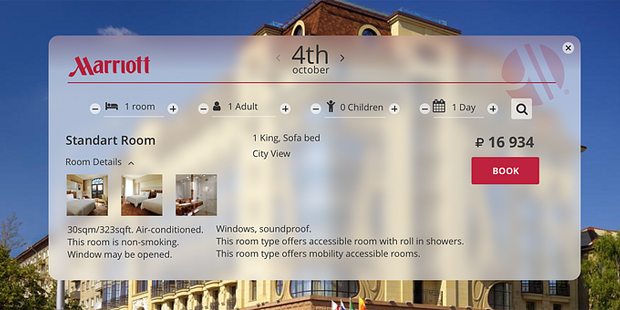 Marriott
4th
october
1 room
1 Adult
0 Children
1 Day
Standart Room
1 King, Sofa bed
₽ 16 934
City View
Room Details
BOOK
30sqm/323sqft. Air-conditioned.
This room is non-smoking.
Window may be opened.
Windows, soundproof.
This room type offers accessible room with roll in showers.
This room type offers mobility accessible rooms.